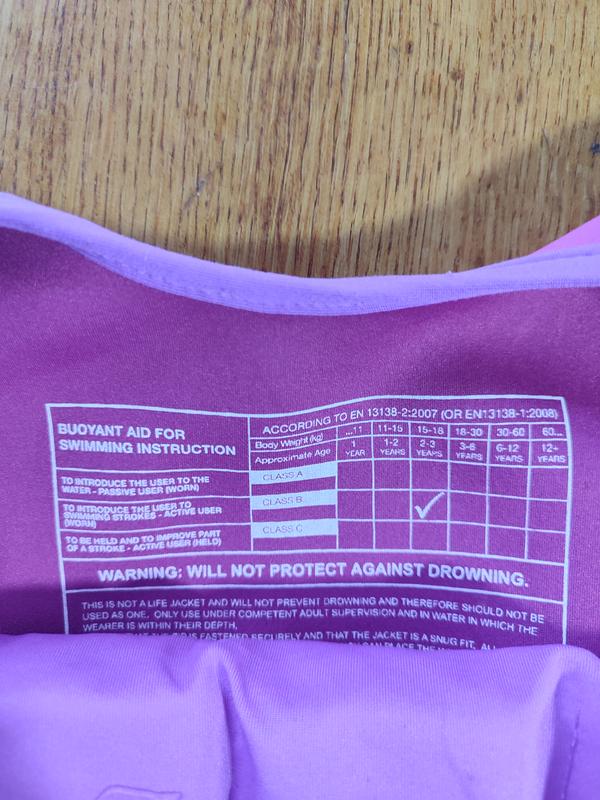 ACCORDING TO EN 13138-2:2007 (OR EN13138-1:2008)
BUOYANT AID FOR
SWIMMING INSTRUCTION
Body Weight (kg) ...11 11-15 15-18 18-30 30-60 60...
Approximate Age 1 YEAR 1-2 YEARS 2-3 YEARS 3-6 YEARS 6-12 YEARS 12+ YEARS
TO INTRODUCE THE USER TO THE
WATER - PASSIVE USER (WORN)
CLASS A
TO INTRODUCE THE USER TO
SWIMMING STROKES - ACTIVE USER
(WORN)
CLASS B
✓
TO BE HELD AND TO IMPROVE PART
OF A STROKE - ACTIVE USER (HELD)
CLASS C
WARNING: WILL NOT PROTECT AGAINST DROWNING.
THIS IS NOT A LIFE JACKET AND WILL NOT PREVENT DROWNING AND THEREFORE SHOULD NOT BE
USED AS ONE. ONLY USE UNDER COMPETENT ADULT SUPERVISION AND IN WATER IN WHICH THE
WEARER IS WITHIN THEIR DEPTH.
IS FASTENED SECURELY AND THAT THE JACKET IS A SNUG FIT.
CAN PLACE THE